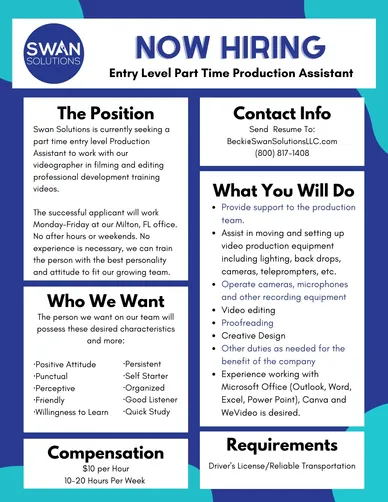 SWAN
SOLUTIONS
NOW HIRING
Entry Level Part Time Production Assistant
The Position
Swan Solutions is currently seeking a
part time entry level Production
Assistant to work with our
videographer in filming and editing
professional development training
videos.
The successful applicant will work
Monday-Friday at our Milton, FL office.
No after hours or weekends. No
experience is necessary, we can train
the person with the best personality
and attitude to fit our growing team.
Who We Want
The person we want on our team will
possess these desired characteristics
and more:
·Positive Attitude
·Punctual
·Perceptive
·Friendly
·Willingness to Learn
·Persistent
·Self Starter
·Organized
·Good Listener
·Quick Study
Compensation
$10 per Hour
10-20 Hours Per Week
Contact Info
Send Resume To:
Beckie@SwanSolutionsLLC.com
(800) 817-1408
What You Will Do
• Provide support to the production
team.
• Assist in moving and setting up
video production equipment
including lighting, back drops,
cameras, teleprompters, etc.
• Operate cameras, microphones
and other recording equipment
• Video editing
• Proofreading
• Creative Design
• Other duties as needed for the
benefit of the company
• Experience working with
Microsoft Office (Outlook, Word,
Excel, Power Point), Canva and
WeVideo is desired.
Requirements
Driver's License/Reliable Transportation